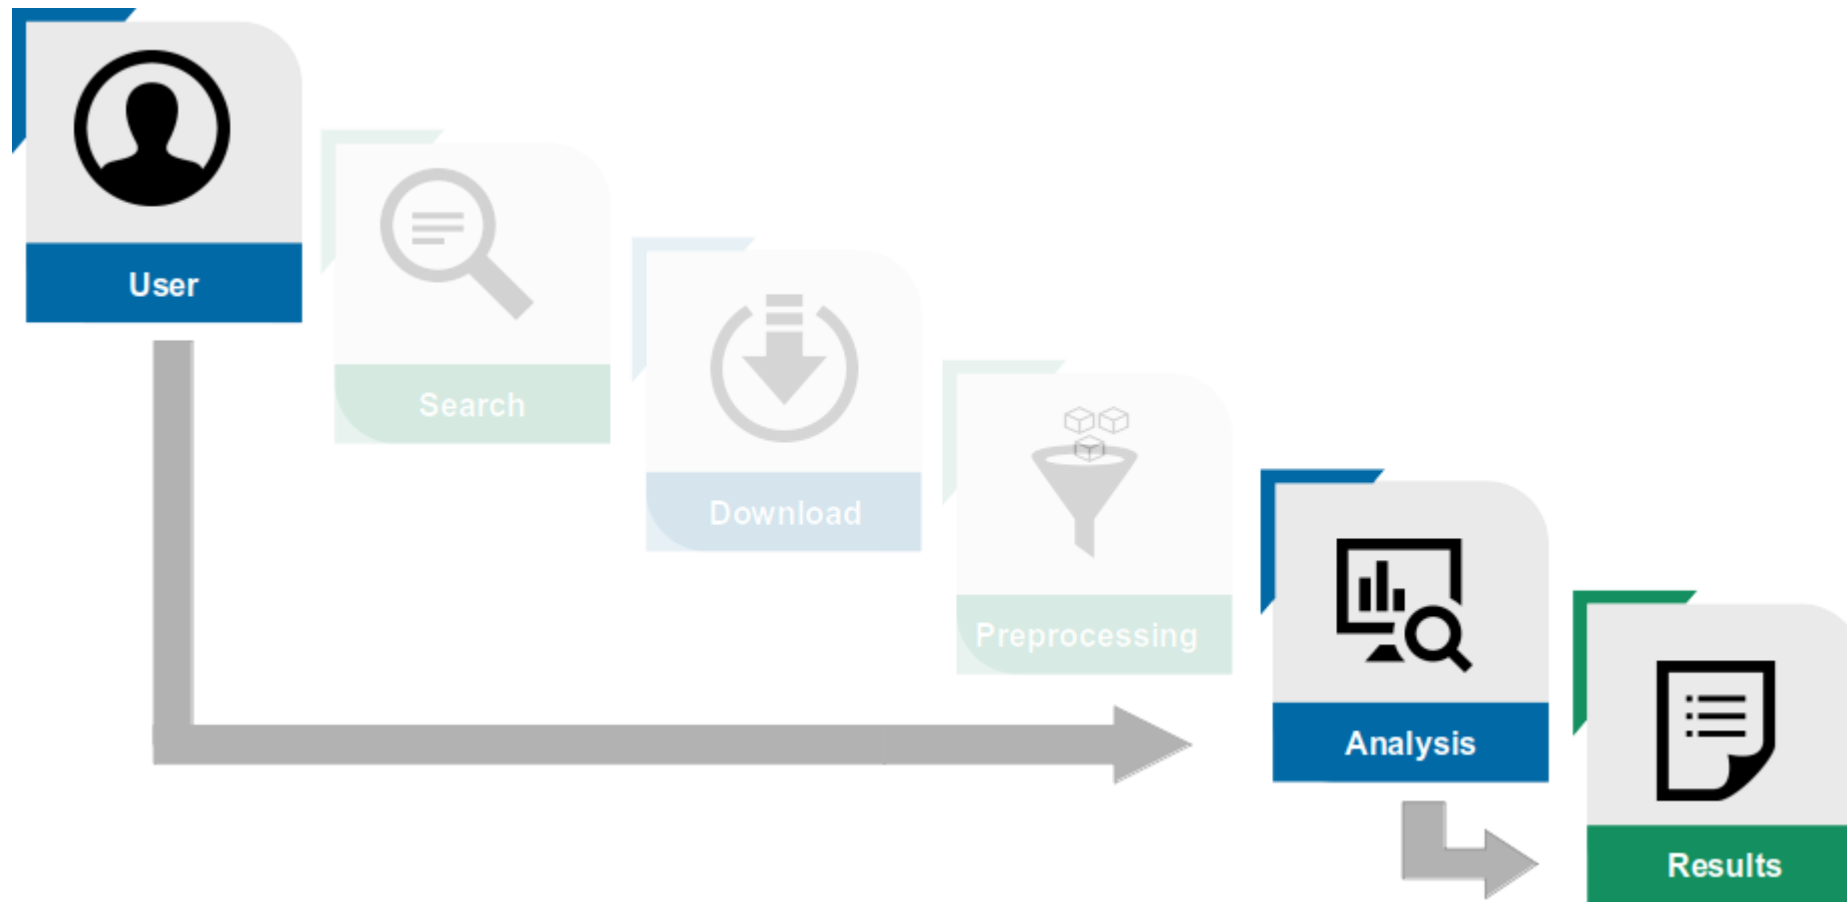 User
Search
Download
Preprocessing
Analysis
Results